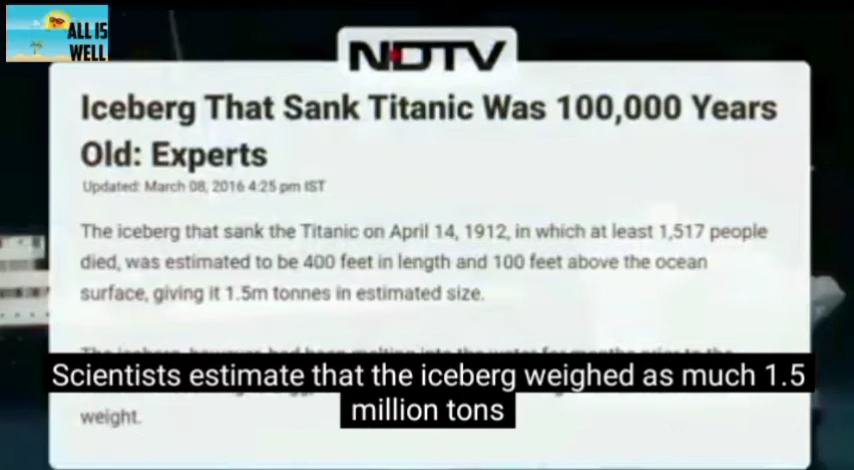 ALL IS
WELL
NDTV
Iceberg That Sank Titanic Was 100,000 Years
Old: Experts
Updated: March 08, 2016 4:25 pm IST
The iceberg that sank the Titanic on April 14, 1912, in which at least 1,517 people
died, was estimated to be 400 feet in length and 100 feet above the ocean
surface, giving it 1.5m tonnes in estimated size.
Scientists estimate that the iceberg weighed as much 1.5
million tons
weight.